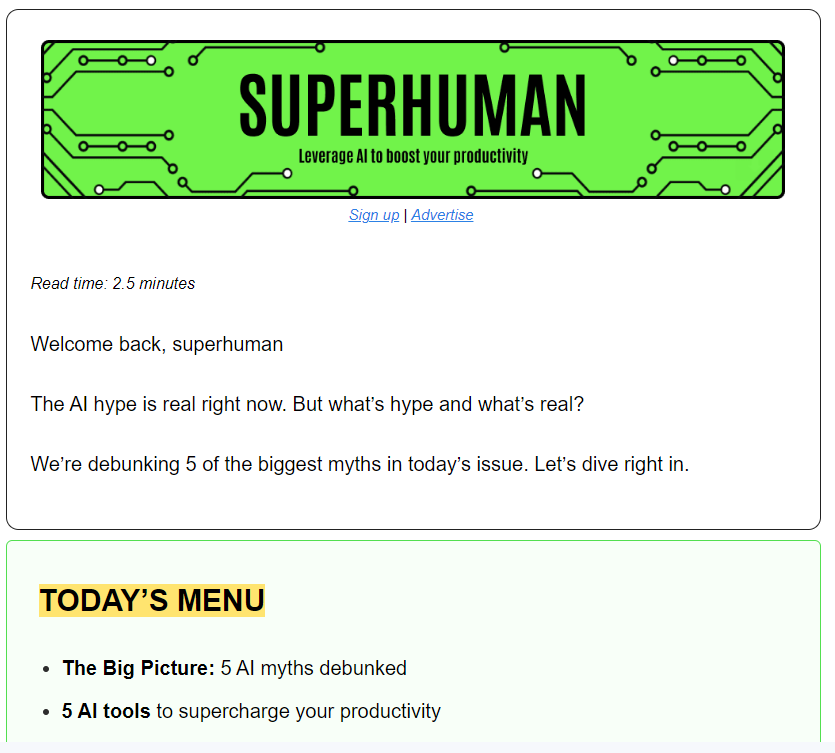 SUPERHUMAN
Leverage AI to boost your productivity
Sign up | Advertise
Read time: 2.5 minutes
Welcome back, superhuman
The AI hype is real right now. But what’s hype and what’s real?
We’re debunking 5 of the biggest myths in today’s issue. Let’s dive right in.
TODAY’S MENU
• The Big Picture: 5 AI myths debunked
• 5 AI tools to supercharge your productivity